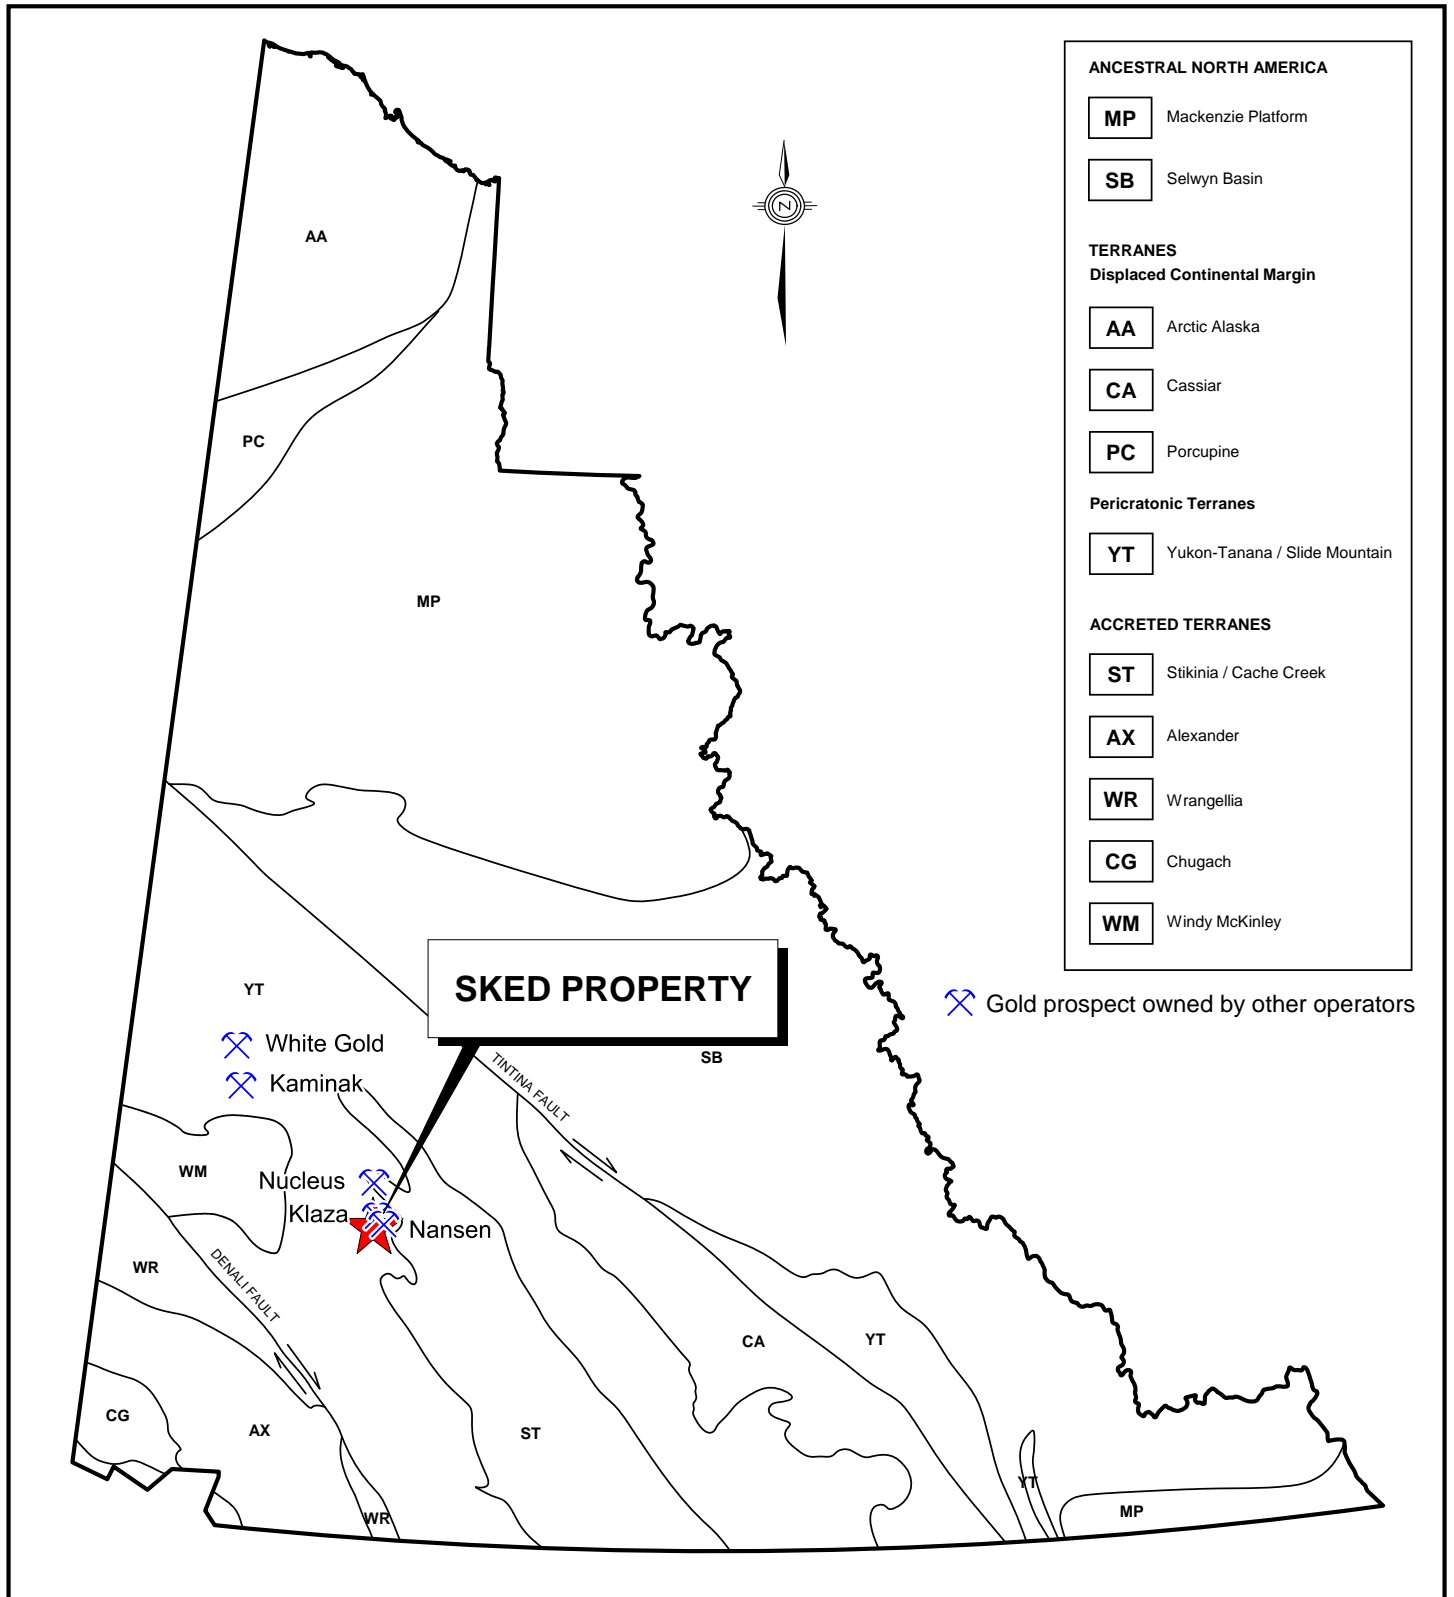 ANCESTRAL NORTH AMERICA
MP Mackenzie Platform
SB Selwyn Basin
TERRANES
Displaced Continental Margin
AA Arctic Alaska
CA Cassiar
PC Porcupine
Pericratonic Terranes
YT Yukon-Tanana / Slide Mountain
ACCRETED TERRANES
ST Stikinia / Cache Creek
AX Alexander
WR Wrangellia
CG Chugach
WM Windy McKinley
Gold prospect owned by other operators
N
AA
PC
MP
SKED PROPERTY
YT
White Gold
Kaminak
SB
TINTINA FAULT
WM
Nucleus
Klaza
Nansen
WR
DENALI FAULT
CA
YT
CG
AX
ST
YT
MP
WR